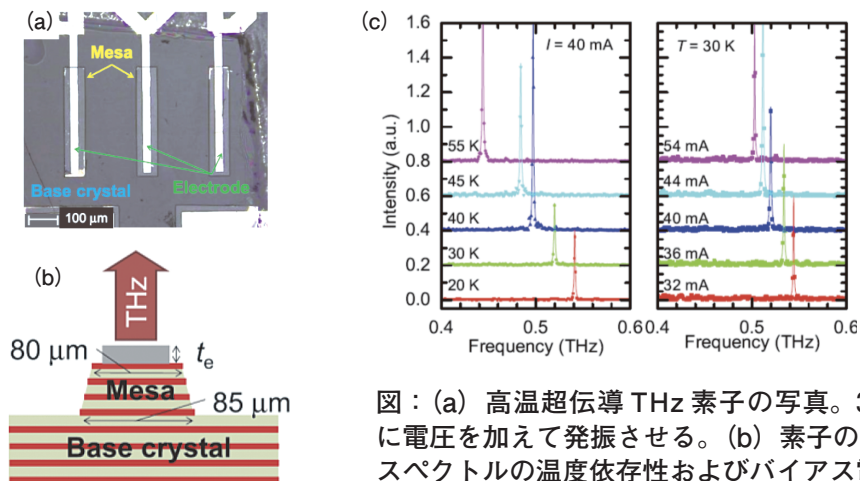 (a)
Mesa
Base crystal
Electrode
100 μm
(b)
THz
80 μm
tₑ
Mesa
85 μm
Base crystal
(c)
Intensity (a.u.)
1.6
1.4
1.2
1.0
0.8
0.6
0.4
0.2
0.0
I = 40 mA
55 K
45 K
40 K
30 K
20 K
0.4 0.5 0.6
Frequency (THz)
T = 30 K
54 mA
44 mA
40 mA
36 mA
32 mA
0.4 0.5 0.6
Frequency (THz)
図：(a) 高温超伝導 THz 素子の写真。
に電圧を加えて発振させる。(b) 素子の
スペクトルの温度依存性およびバイアス